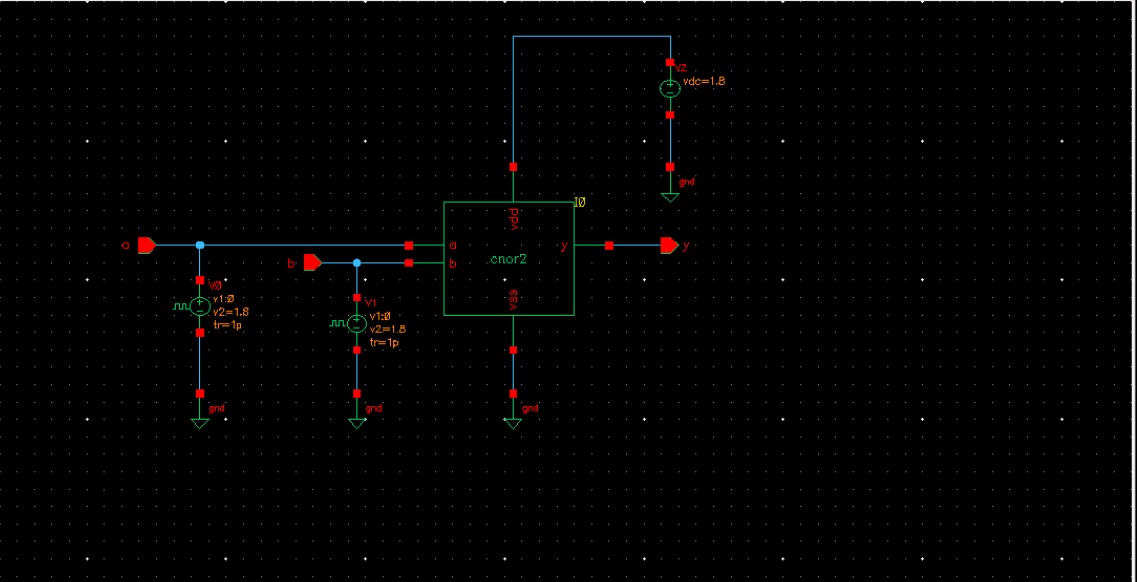 V2
vdc=1.8
gnd
I0
vdd
a
a
y
y
b
b
cnor2
vss
V0
v1:0
v2=1.8
tr=1p
V1
v1:0
v2=1.8
tr=1p
gnd
gnd
gnd